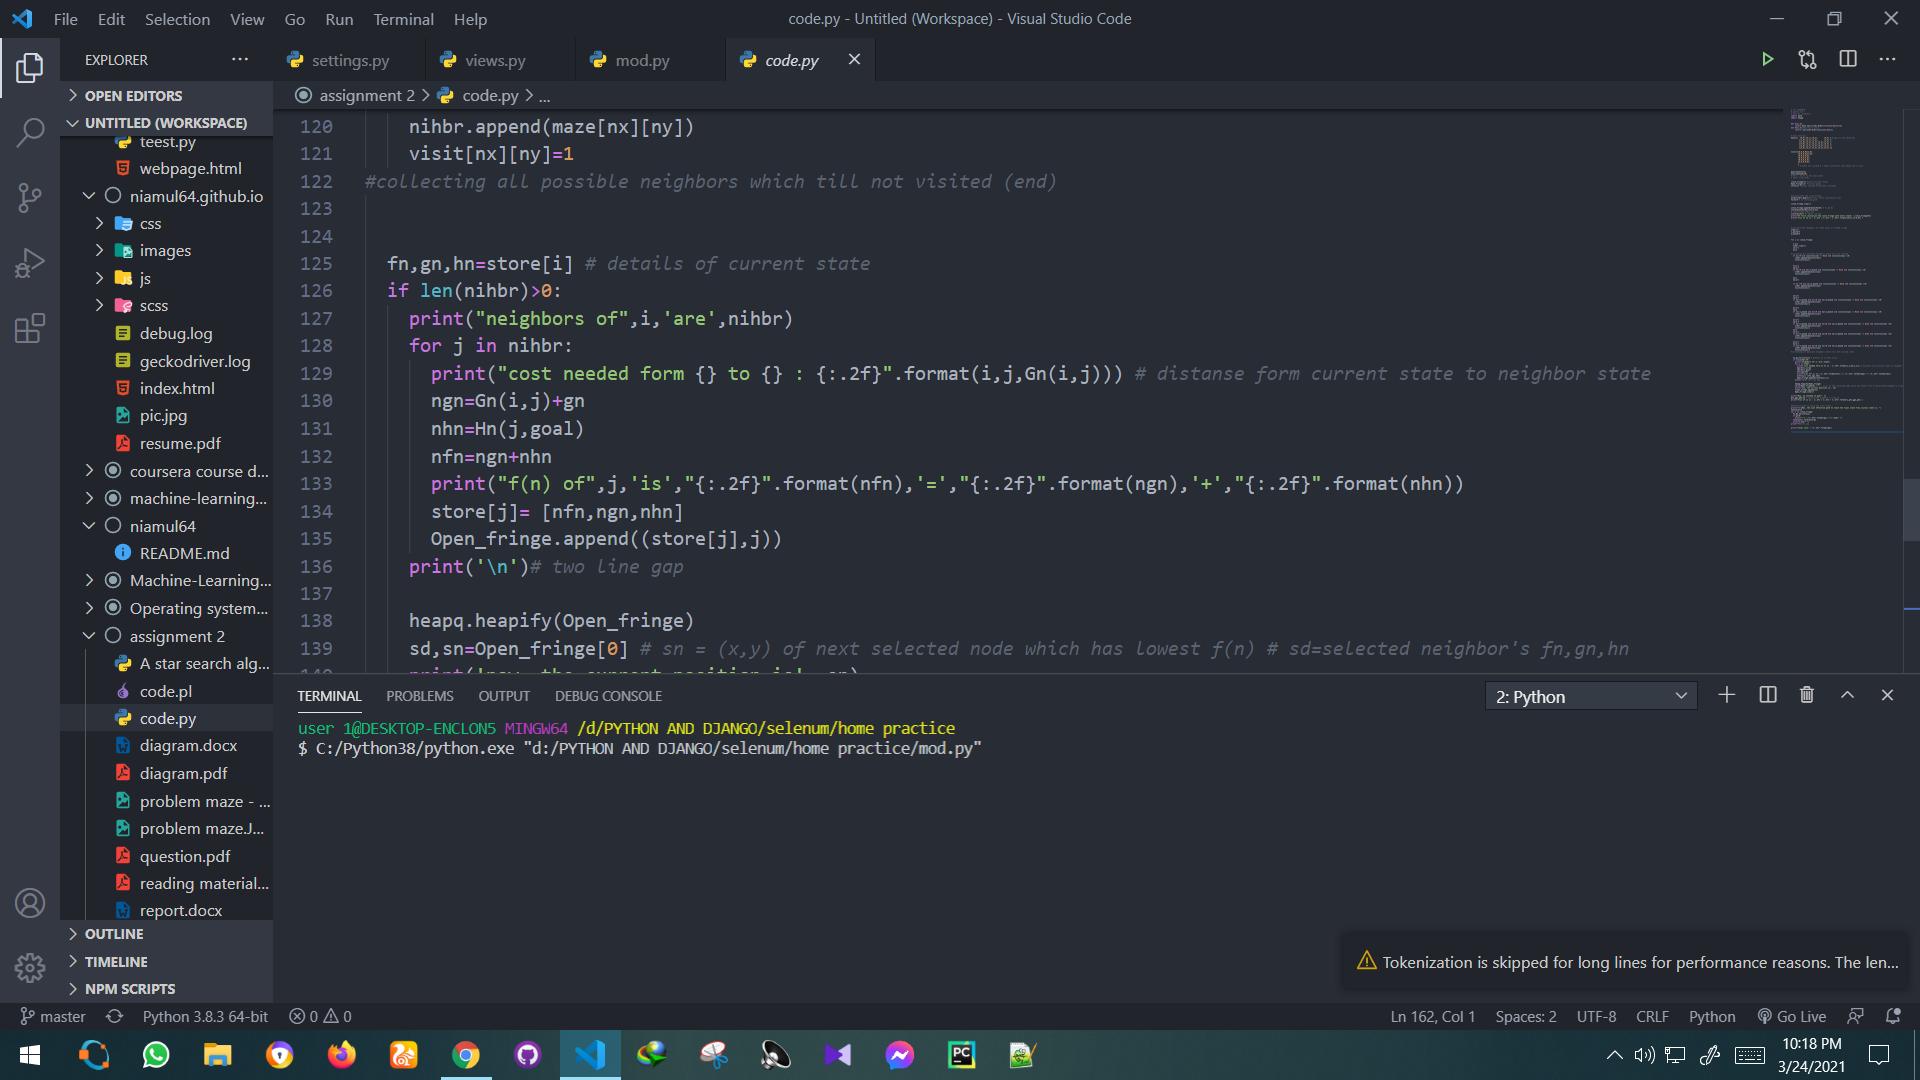 File Edit Selection View Go Run Terminal Help
code.py - Untitled (Workspace) - Visual Studio Code
EXPLORER ...
settings.py
views.py
mod.py
code.py
assignment 2 > code.py > ...
OPEN EDITORS
UNTITLED (WORKSPACE)
teest.py
webpage.html
niamul64.github.io
css
images
js
scss
debug.log
geckodriver.log
index.html
pic.jpg
resume.pdf
coursera course d...
machine-learning...
niamul64
README.md
Machine-Learning...
Operating system...
assignment 2
A star search alg...
code.pl
code.py
diagram.docx
diagram.pdf
problem maze - ...
problem maze.J...
question.pdf
reading material...
report.docx
OUTLINE
TIMELINE
NPM SCRIPTS
120 nihbr.append(maze[nx][ny])
121 visit[nx][ny]=1
122 #collecting all possible neighbors which till not visited (end)
123
124
125 fn,gn,hn=store[i] # details of current state
126 if len(nihbr)>0:
127 print("neighbors of",i,'are',nihbr)
128 for j in nihbr:
129 print("cost needed form {} to {} : {:.2f}".format(i,j,Gn(i,j))) # distanse form current state to neighbor state
130 ngn=Gn(i,j)+gn
131 nhn=Hn(j,goal)
132 nfn=ngn+nhn
133 print("f(n) of",j,'is',"{:.2f}".format(nfn),'=',"{:.2f}".format(ngn),'+',"{:.2f}".format(nhn))
134 store[j]= [nfn,ngn,nhn]
135 Open_fringe.append((store[j],j))
136 print('\n')# two line gap
137
138 heapq.heapify(Open_fringe)
139 sd,sn=Open_fringe[0] # sn = (x,y) of next selected node which has lowest f(n) # sd=selected neighbor's fn,gn,hn
TERMINAL PROBLEMS OUTPUT DEBUG CONSOLE
2: Python
user 1@DESKTOP-ENCLON5 MINGW64 /d/PYTHON AND DJANGO/selenum/home practice
$ C:/Python38/python.exe "d:/PYTHON AND DJANGO/selenum/home practice/mod.py"
Tokenization is skipped for long lines for performance reasons. The len...
master Python 3.8.3 64-bit 0 0
Ln 162, Col 1 Spaces: 2 UTF-8 CRLF Python Go Live
10:18 PM
3/24/2021